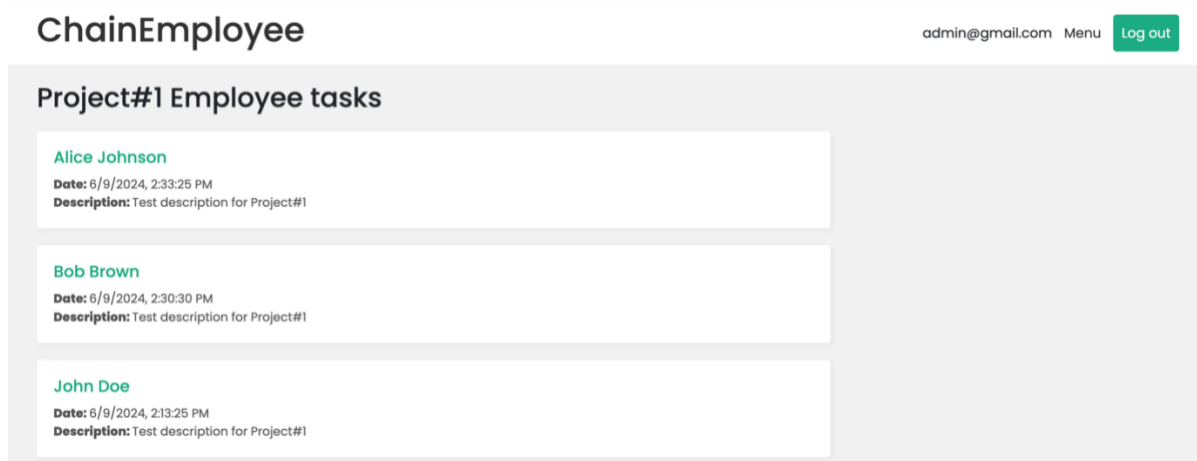 ChainEmployee
admin@gmail.com Menu Log out
Project#1 Employee tasks
Alice Johnson
Date: 6/9/2024, 2:33:25 PM
Description: Test description for Project#1
Bob Brown
Date: 6/9/2024, 2:30:30 PM
Description: Test description for Project#1
John Doe
Date: 6/9/2024, 2:13:25 PM
Description: Test description for Project#1